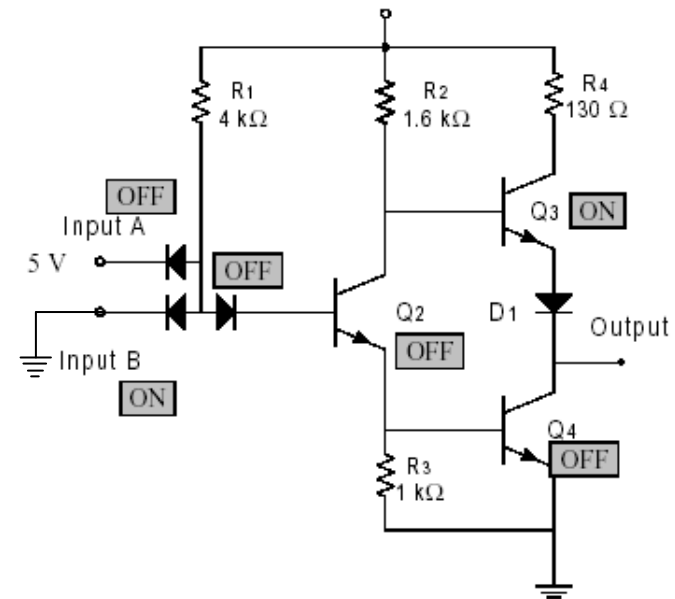 R1
4 kΩ
R2
1.6 kΩ
R4
130 Ω
OFF
Input A
5 V
OFF
Q3
ON
Q2
OFF
D1
Output
Input B
ON
Q4
OFF
R3
1 kΩ